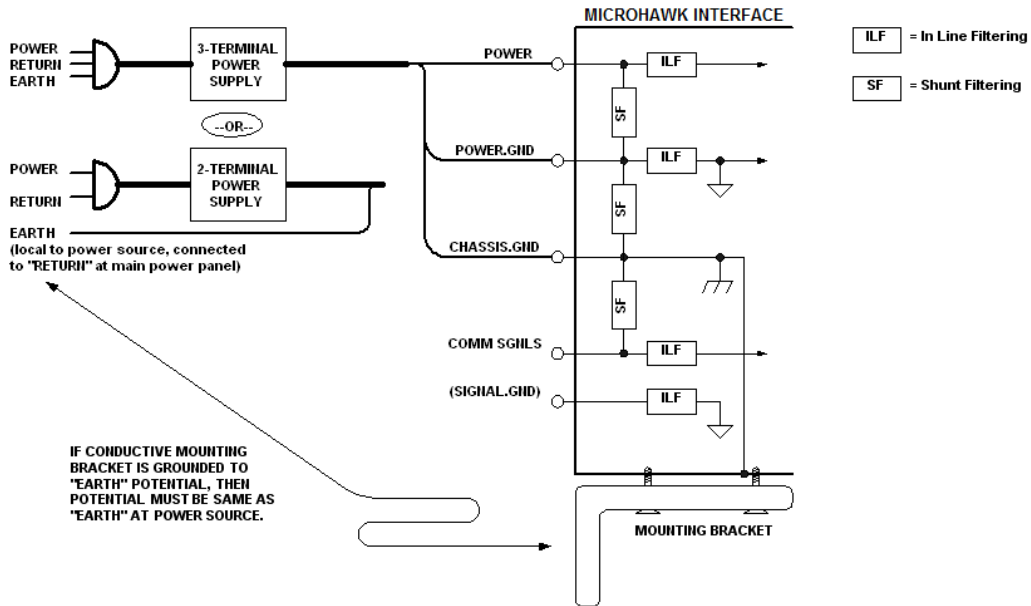 MICROHAWK INTERFACE
ILF = In Line Filtering
SF = Shunt Filtering
POWER
RETURN
EARTH
3-TERMINAL
POWER
SUPPLY
--OR--
POWER
RETURN
2-TERMINAL
POWER
SUPPLY
EARTH
(local to power source, connected
to "RETURN" at main power panel)
POWER
ILF
SF
POWER.GND
ILF
SF
CHASSIS.GND
SF
COMM SGNLS
ILF
(SIGNAL.GND)
ILF
IF CONDUCTIVE MOUNTING
BRACKET IS GROUNDED TO
"EARTH" POTENTIAL, THEN
POTENTIAL MUST BE SAME AS
"EARTH" AT POWER SOURCE.
MOUNTING BRACKET